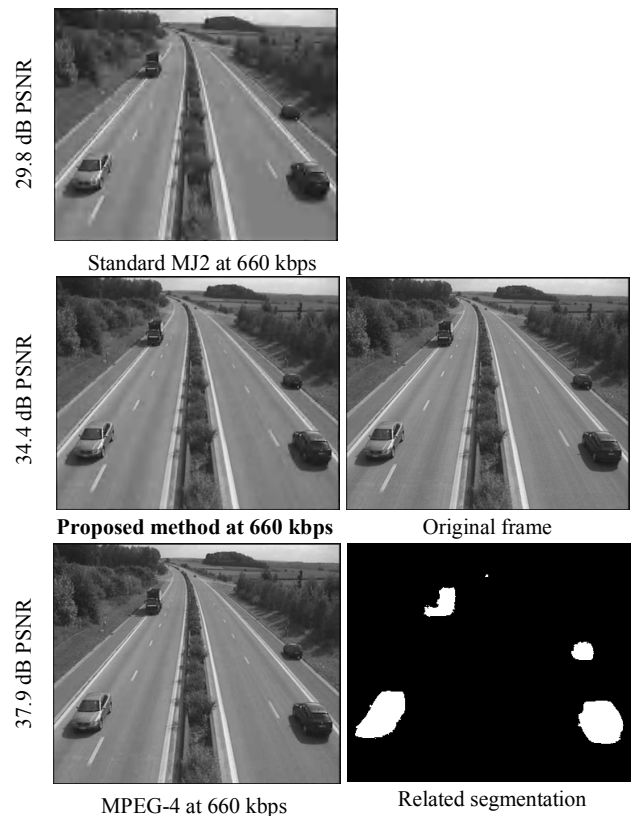 29.8 dB PSNR
Standard MJ2 at 660 kbps
34.4 dB PSNR
Proposed method at 660 kbps
Original frame
37.9 dB PSNR
MPEG-4 at 660 kbps
Related segmentation